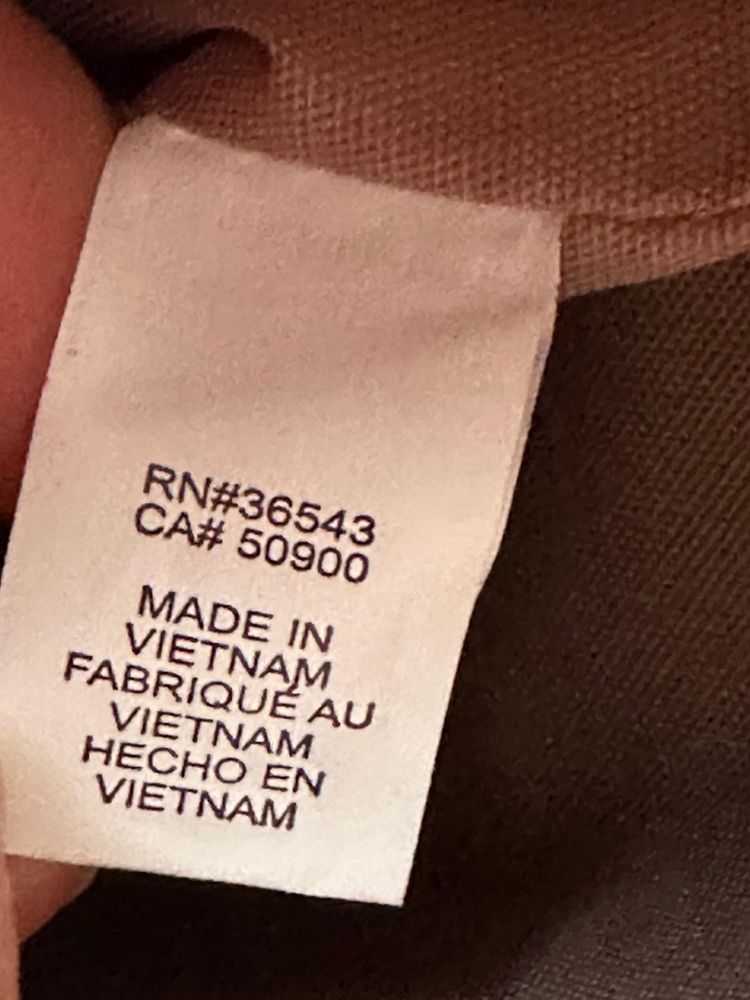 RN#36543
CA# 50900
MADE IN
VIETNAM
FABRIQUÉ AU
VIETNAM
HECHO EN
VIETNAM